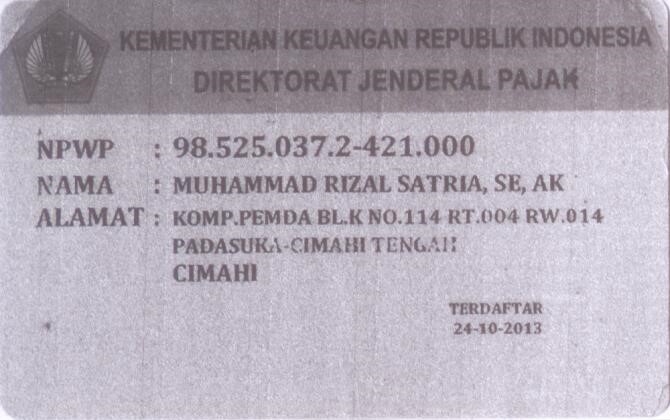 KEMENTERIAN KEUANGAN REPUBLIK INDONESIA
DIREKTORAT JENDERAL PAJAK
NPWP : 98.525.037.2-421.000
NAMA : MUHAMMAD RIZAL SATRIA, SE, AK
ALAMAT : KOMP.PEMDA BL.K NO.114 RT.004 RW.014
PADASUKA-CIMAHI TENGAH
CIMAHI
TERDAFTAR
24-10-2013